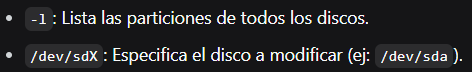 • -l: Lista las particiones de todos los discos.
• /dev/sdX: Especifica el disco a modificar (ej: /dev/sda).